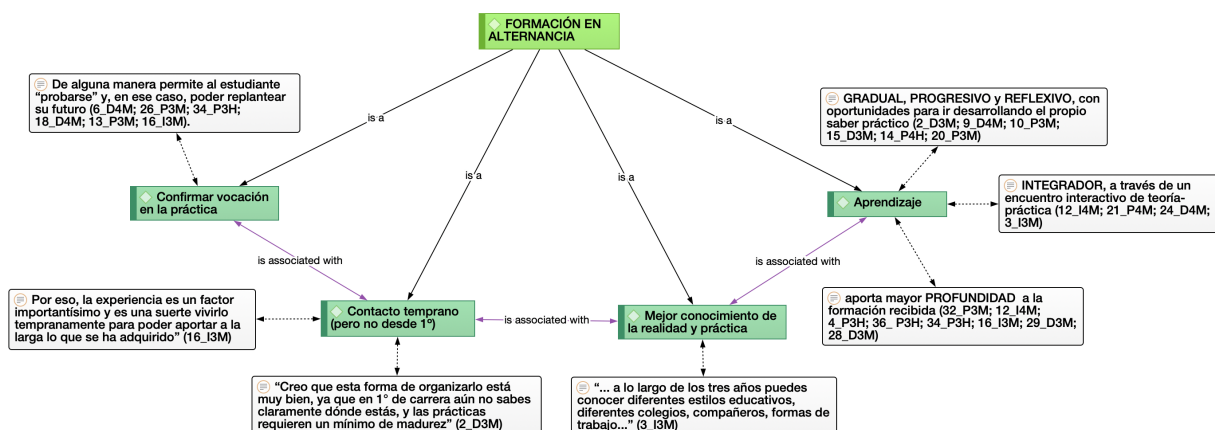 FORMACIÓN EN
ALTERNANCIA
De alguna manera permite al estudiante
“probarse” y, en ese caso, poder replantear
su futuro (6_D4M; 26_P3M; 34_P3H;
18_D4M; 13_P3M; 16_I3M).
GRADUAL, PROGRESIVO y REFLEXIVO, con
oportunidades para ir desarrollando el propio
saber práctico (2_D3M; 9_D4M; 10_P3M;
15_D3M; 14_P4H; 20_P3M)
is a
is a
is a
is a
Confirmar vocación
en la práctica
Aprendizaje
INTEGRADOR, a través de un
encuentro interactivo de teoría-
práctica (12_I4M; 21_P4M; 24_D4M;
3_I3M)
is associated with
is associated with
Por eso, la experiencia es un factor
importantísimo y es una suerte vivirlo
tempranamente para poder aportar a la
larga lo que se ha adquirido” (16_I3M)
Contacto temprano
(pero no desde 1º)
is associated with
Mejor conocimiento de
la realidad y práctica
aporta mayor PROFUNDIDAD a la
formación recibida (32_P3M; 12_I4M;
4_P3H; 36_ P3H; 34_P3H; 16_I3M; 29_D3M;
28_D3M)
“Creo que esta forma de organizarlo está
muy bien, ya que en 1° de carrera aún no sabes
claramente dónde estás, y las prácticas
requieren un mínimo de madurez” (2_D3M)
“... a lo largo de los tres años puedes
conocer diferentes estilos educativos,
diferentes colegios, compañeros, formas de
trabajo...” (3_I3M)